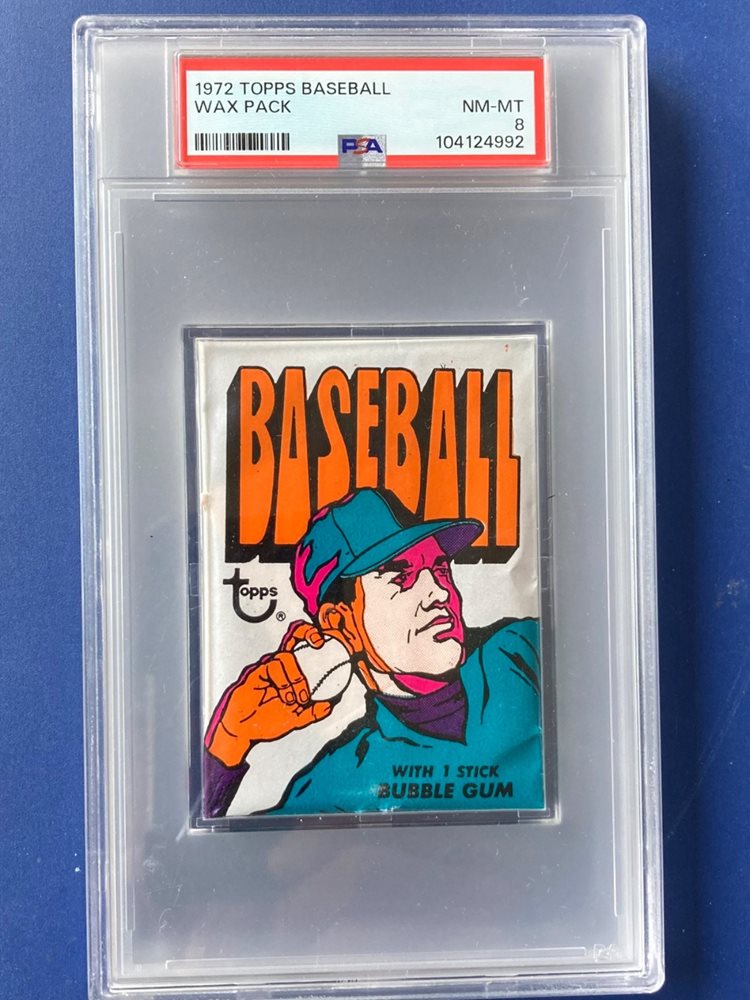 1972 TOPPS BASEBALL
WAX PACK
NM-MT
8
PSA
104124992
BASEBALL
topps
®
WITH 1 STICK
BUBBLE GUM